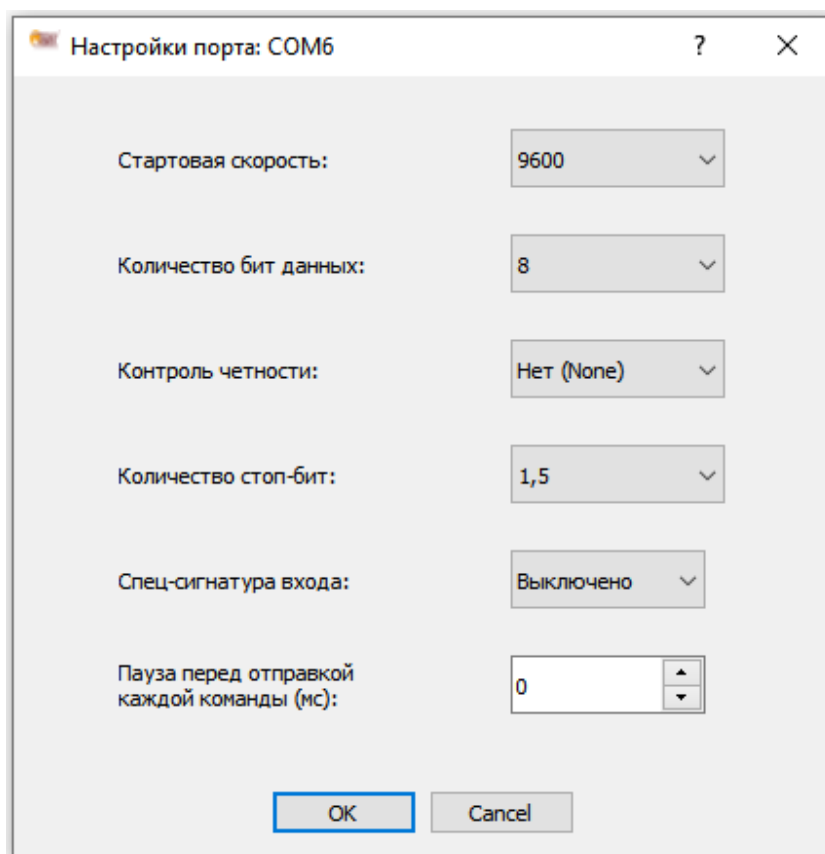 Настройки порта: COM6
?
Стартовая скорость:
9600
Количество бит данных:
8
Контроль четности:
Нет (None)
Количество стоп-бит:
1,5
Спец-сигнатура входа:
Выключено
Пауза перед отправкой
каждой команды (мс):
0
OK
Cancel